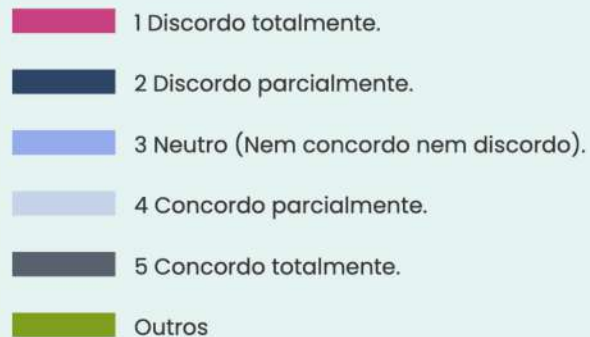 1 Discordo totalmente.
2 Discordo parcialmente.
3 Neutro (Nem concordo nem discordo).
4 Concordo parcialmente.
5 Concordo totalmente.
Outros